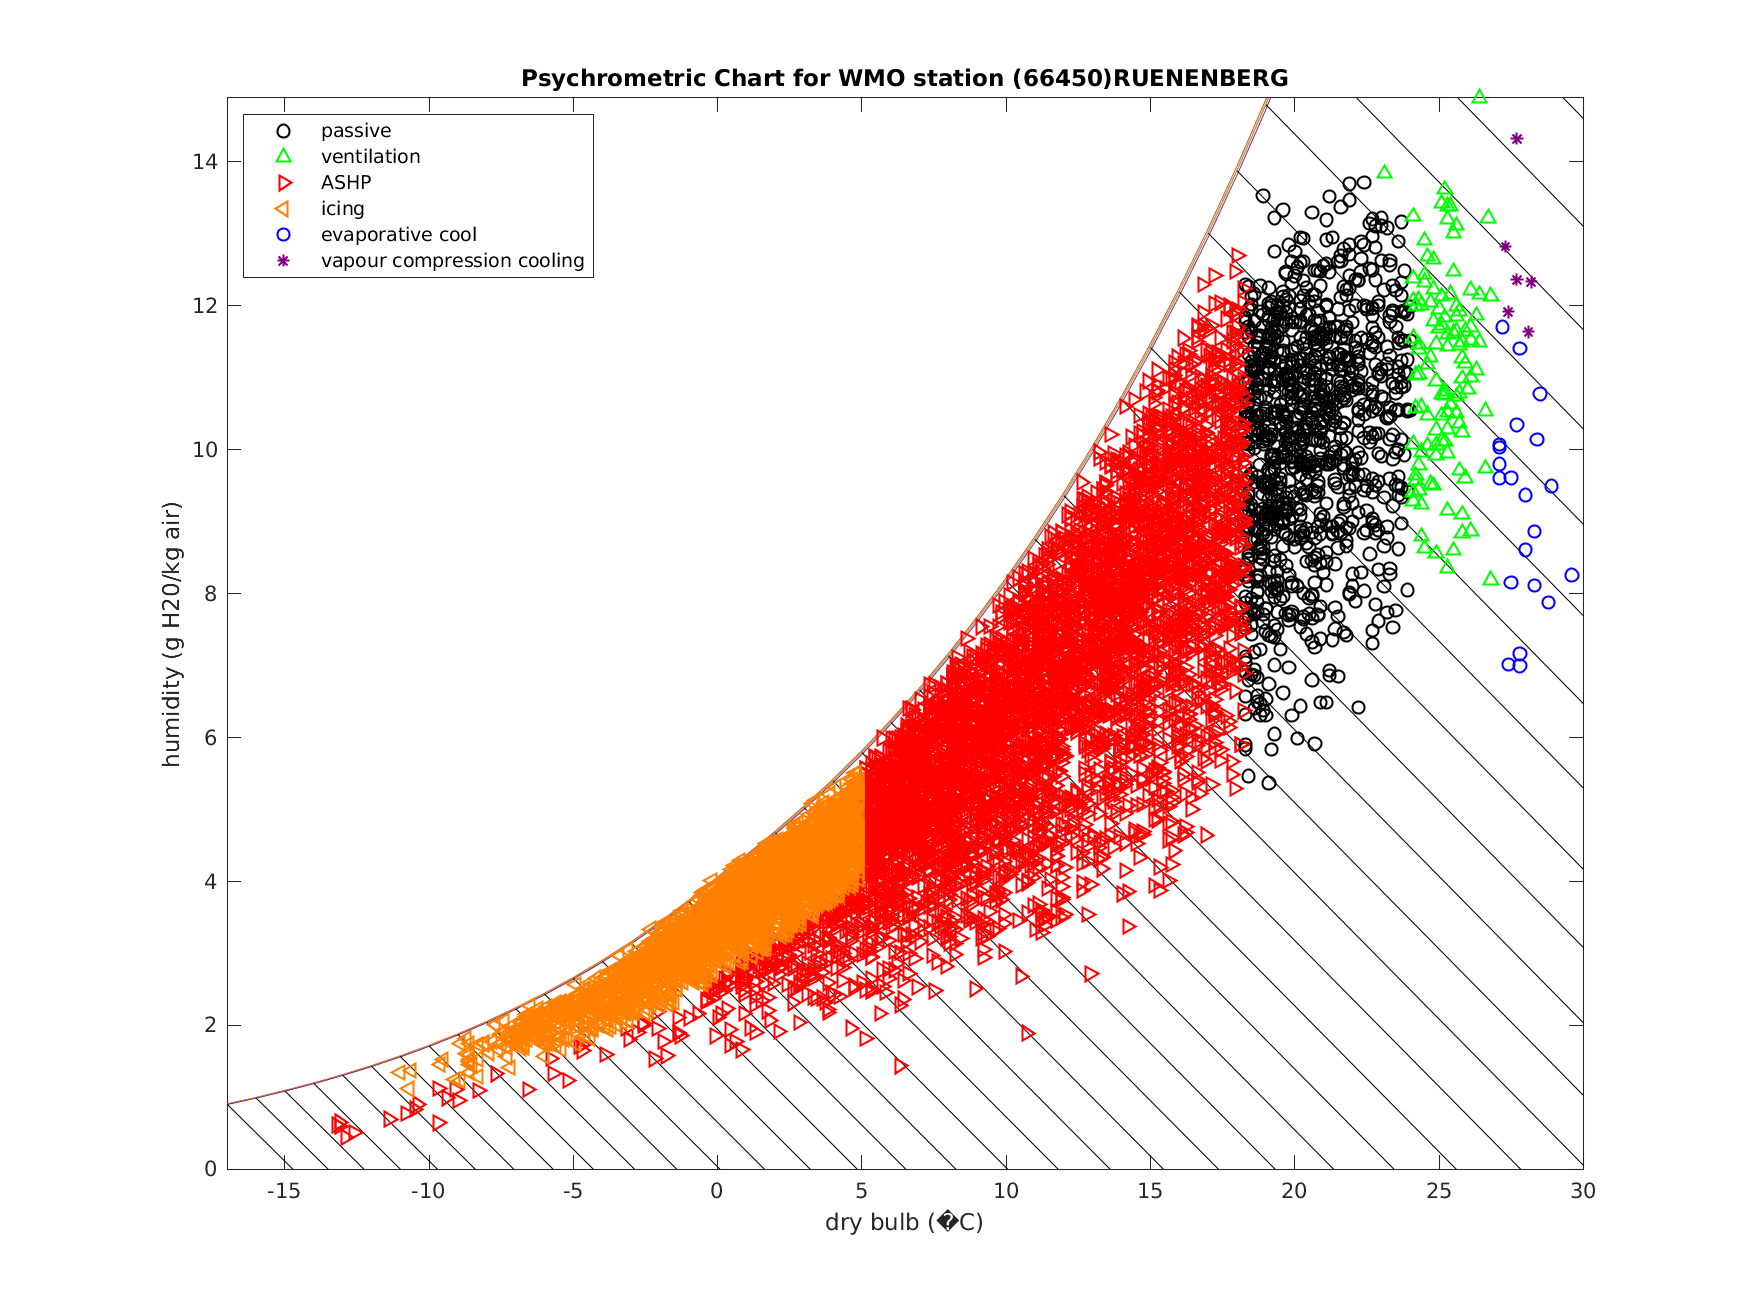 Psychrometric Chart for WMO station (66450)RUENENBERG
passive
ventilation
ASHP
icing
evaporative cool
vapour compression cooling
humidity (g H20/kg air)
14
12
10
8
6
4
2
0
-15 -10 -5 0 5 10 15 20 25 30
dry bulb (�C)